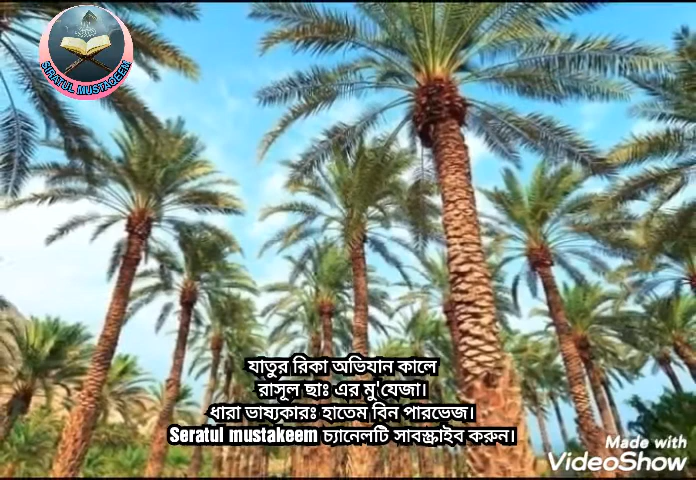 SIRATUL MUSTAQEEM
যাতুর রিকা অভিযান কালে
রাসূল ছাঃ এর মু'যেজা।
ধারা ভাষ্যকারঃ হাতেম বিন পারভেজ।
Seratul mustakeem চ্যানেলটি সাবস্ক্রাইব করুন।
Made with
VideoShow